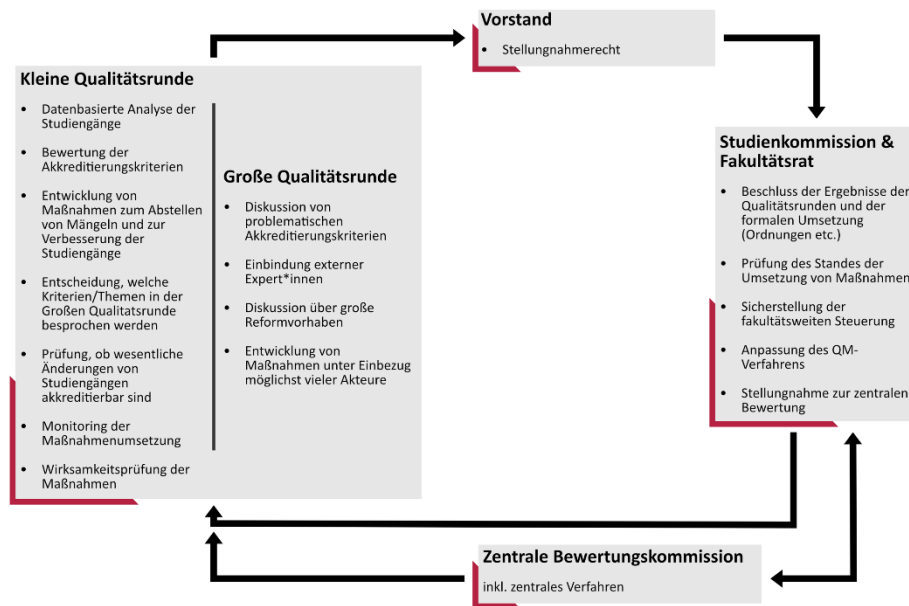 Vorstand
• Stellungnahmerecht
Kleine Qualitätsrunde
• Datenbasierte Analyse der
Studiengänge
• Bewertung der
Akkreditierungskriterien
• Entwicklung von
Maßnahmen zum Abstellen
von Mängeln und zur
Verbesserung der
Studiengänge
• Entscheidung, welche
Kriterien/Themen in der
Großen Qualitatsrunde
besprochen werden
• Prüfung, ob wesentliche
Änderungen von
Studiengängen
akkreditierbar sind
• Monitoring der
Maßnahmenumsetzung
• Wirksamkeitsprüfung der
Maßnahmen
Große Qualitätsrunde
• Diskussion von
problematischen
Akkreditierungskriterien
• Einbindung externer
Expert*innen
• Diskussion über große
Reformvorhaben
• Entwicklung von
Maßnahmen unter Einbezug
möglichst vieler Akteure
Studienkommission &
Fakultätsrat
• Beschluss der Ergebnisse der
Qualitätsrunden und der
formalen Umsetzung
(Ordnungen etc.)
• Prüfung des Standes der
Umsetzung von Maßnahmen
• Sicherstellung der
fakultätsweiten Steuerung
• Anpassung des QM-
Verfahrens
• Stellungnahme zur zentralen
Bewertung
Zentrale Bewertungskommission
inkl. zentrales Verfahren